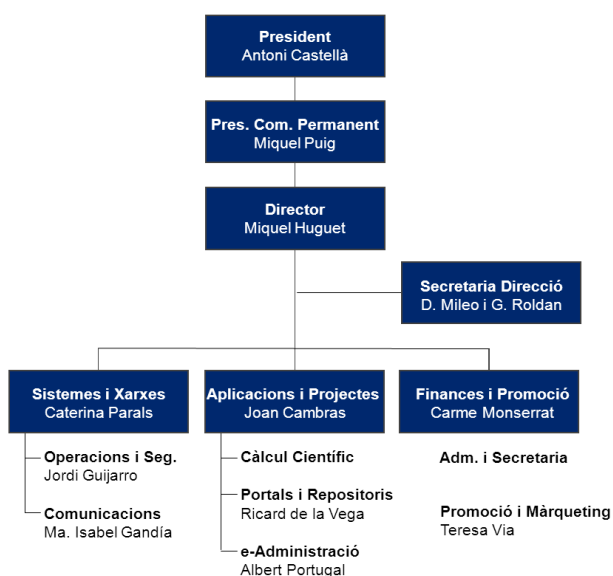 President
Antoni Castellà
Pres. Com. Permanent
Miquel Puig
Director
Miquel Huguet
Secretaria Direcció
D. Mileo i G. Roldan
Sistemes i Xarxes
Caterina Parals
Aplicacions i Projectes
Joan Cambras
Finances i Promoció
Carme Monserrat
Operacions i Seg.
Jordi Guijarro
Comunicacions
Ma. Isabel Gandía
Càlcul Científic
Portals i Repositoris
Ricard de la Vega
e-Administració
Albert Portugal
Adm. i Secretaria
Promoció i Màrqueting
Teresa Via